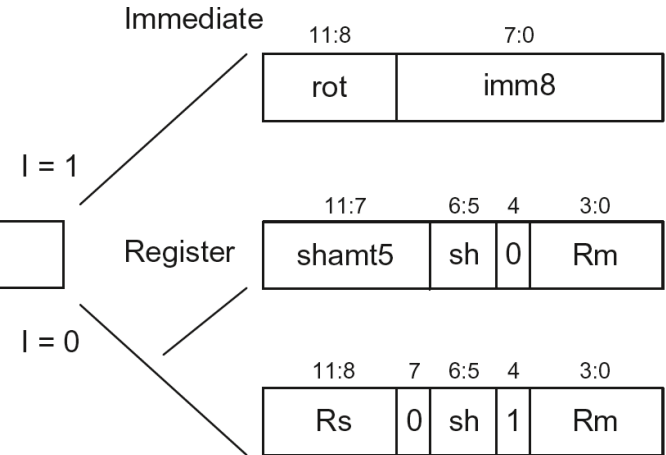 Immediate
11:8 7:0
rot imm8
I = 1
11:7 6:5 4 3:0
Register shamt5 sh 0 Rm
I = 0
11:8 7 6:5 4 3:0
Rs 0 sh 1 Rm